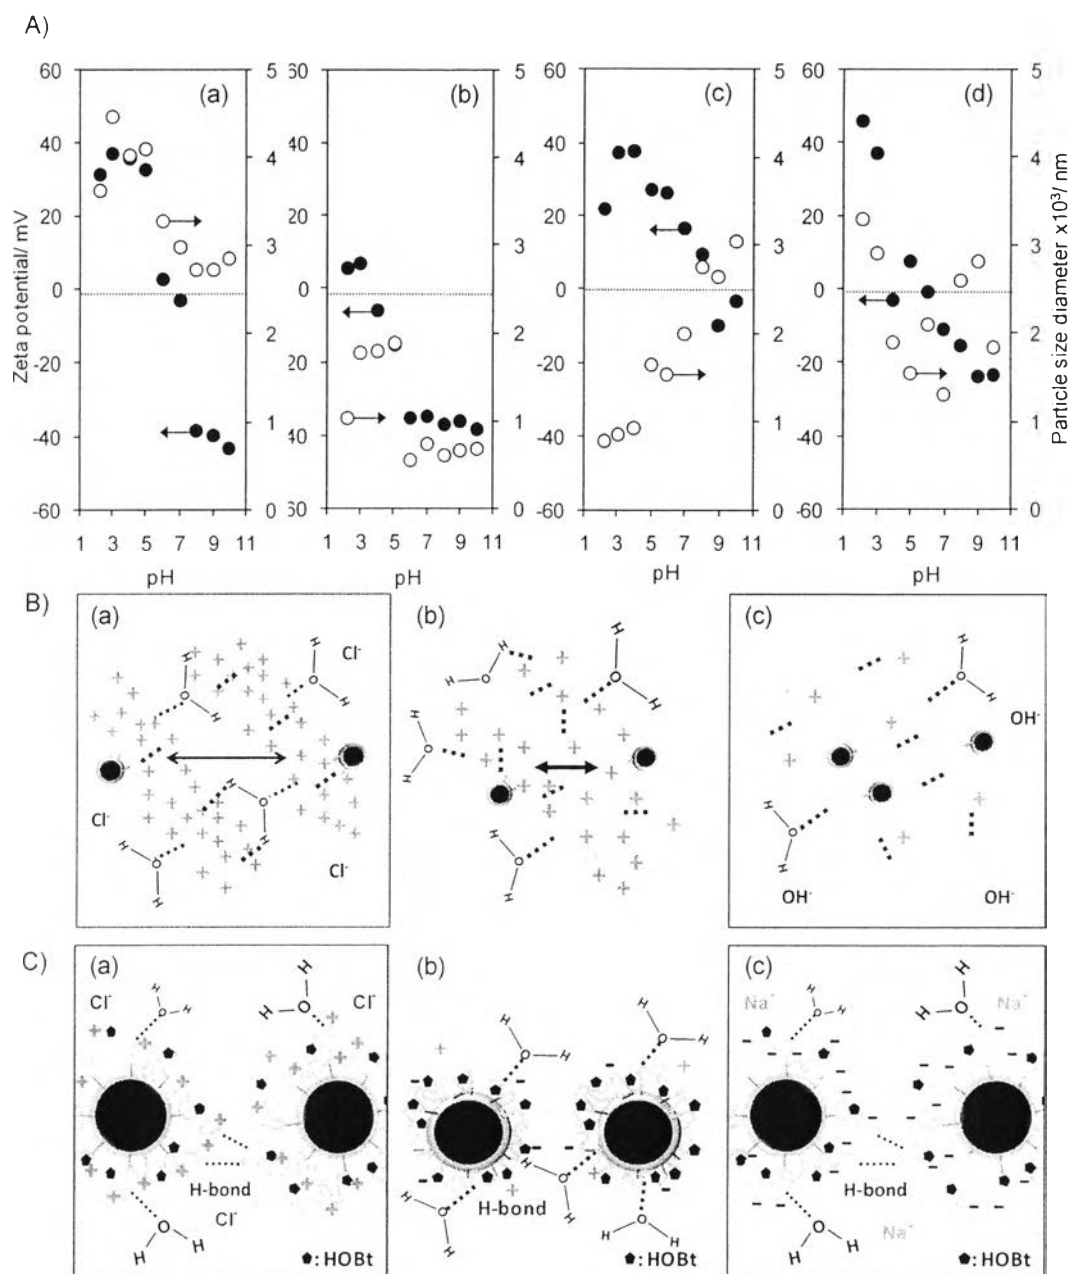 A)
(a) (b) (c) (d)
60 5 60 5 60 5 60 5
40 4 40 4 40 4 40 4
20 3 20 3 20 3 20 3
0 0 0 0
20 2 20 2 -20 2 -20 2
-40 1 40 1 -40 1 -40 1
-60 0 60 0 -60 0 -60 0
1 3 5 7 9 11 1 3 5 7 9 11 1 3 5 7 9 11 1 3 5 7 9 11
pH pH pH pH
Zeta potential/ mV
Particle size diameter x10³/ nm
B)
(a) (b) (c)
H H Cl⁻ H O H
H O H O H H O H
OH⁻
H O H
Cl⁻ H O H
H O H H O H H O H
Cl⁻ OH⁻ OH⁻
C)
(a) (b) (c)
Cl⁻ H O H H O H Cl⁻
H O H H O H
Na⁺ H O H H O H Na⁺
H-bond H O H H-bond H-bond
Cl⁻ Na⁺
H O H H O H H O H H O H
: HOBt : HOBt : HOBt